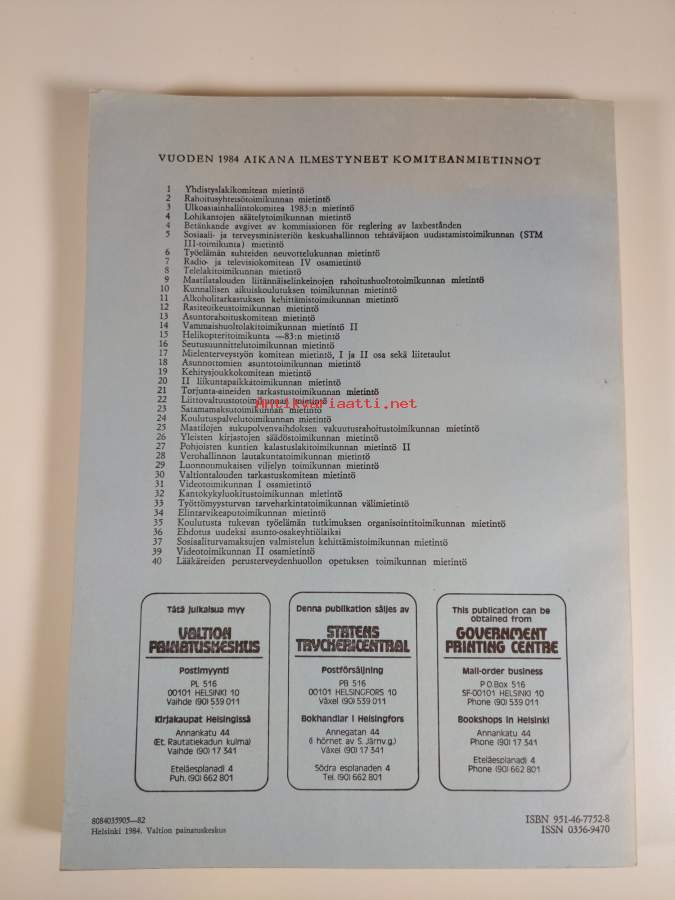 VUODEN 1984 AIKANA ILMESTYNEET KOMITEANMIETINNÖT
1 Yhdistyslakikomitean mietintö
2 Rahoitusyhteisötoimikunnan mietintö
3 Ulkoasiainhallintokomitea 1983:n mietintö
4 Lohikantojen säätelytoimikunnan mietintö
4 Betänkande avgivet av kommissionen för reglering av laxbestånden
5 Sosiaali- ja terveysministeriön keskushallinnon tehtäväjaon uudistamistoimikunnan (STM
III-toimikunta) mietintö
6 Työelämän suhteiden neuvottelukunnan mietintö
7 Radio- ja televisiokomitean IV osamietintö
8 Telelakitoimikunnan mietintö
9 Maatilatalouden liitännäiselinkeinojen rahoitushuoltotoimikunnan mietintö
10 Kunnallisen aikuiskoulutuksen toimikunnan mietintö
11 Alkoholitarkastuksen kehittämistoimikunnan mietintö
12 Rasiteoikeustoimikunnan mietintö
13 Asuntorahoituskomitean mietintö
14 Vammaishuoltolakitoimikunnan mietintö II
15 Helikopteritoimikunta —83:n mietintö
16 Seutusuunnittelutoimikunnan mietintö
17 Mielenterveystyön komitean mietintö, I ja II osa sekä liitetaulut
18 Asunnottomien asuntotoimikunnan mietintö
19 Kehitysjoukkokomitean mietintö
20 II liikuntapaikkatoimikunnan mietintö
21 Torjunta-aineiden tarkastustoimikunnan mietintö
22 Liittovaltuustotoimikunnan mietintö
Antikvariaatti.net
23 Satamamaksutoimikunnan mietintö
24 Koulutuspalvelutoimikunnan mietintö
25 Maatilojen sukupolvenvaihdoksen vakuutusrahoitustoimikunnan mietintö
26 Yleisten kirjastojen säädöstoimikunnan mietintö
27 Pohjoisten kuntien kalastuslakitoimikunnan mietintö II
28 Verohallinnon lautakuntatoimikunnan mietintö
29 Luonnonmukaisen viljelyn toimikunnan mietintö
30 Valtiontalouden tarkastuskomitean mietintö
31 Videotoimikunnan I osamietintö
32 Kantokykyluokitustoimikunnan mietintö
33 Työttömyysturvan tarveharkintatoimikunnan välimietintö
34 Elintarvikeaputoimikunnan mietintö
35 Koulutusta tukevan työelämän tutkimuksen organisointitoimikunnan mietintö
36 Ehdotus uudeksi asunto-osakeyhtiölaiksi
37 Sosiaaliturvamaksujen valmistelun kehittämistoimikunnan mietintö
39 Videotoimikunnan II osamietintö
40 Lääkäreiden perusterveydenhuollon opetuksen toimikunnan mietintö
Tätä julkaisua myy
VALTION
PAINATUSKESKUS
Postimyynti
PL 516
00101 HELSINKI 10
Vaihde (90) 539 011
Kirjakaupat Helsingissä
Annankatu 44
(Et. Rautatiekadun kulma)
Vaihde (90) 17 341
Eteläesplanadi 4
Puh. (90) 662 801
Denna publikation säljes av
STATENS
TRYCKERICENTRAL
Postförsäljning
PB 516
00101 HELSINGFORS 10
Växel (90) 539 011
Bokhandlar i Helsingfors
Annegatan 44
(i hörnet av S. Järnv.g.)
Växel (90) 17 341
Södra esplanaden 4
Tel. (90) 662 801
This publication can be
obtained from
GOVERNMENT
PRINTING CENTRE
Mail-order business
P.O.Box 516
SF-00101 HELSINKI 10
Phone (90) 539 011
Bookshops in Helsinki
Annankatu 44
Phone (90) 17 341
Eteläesplanadi 4
Phone (90) 662 801
8084035905—82
Helsinki 1984. Valtion painatuskeskus
ISBN 951-46-7752-8
ISSN 0356-9470